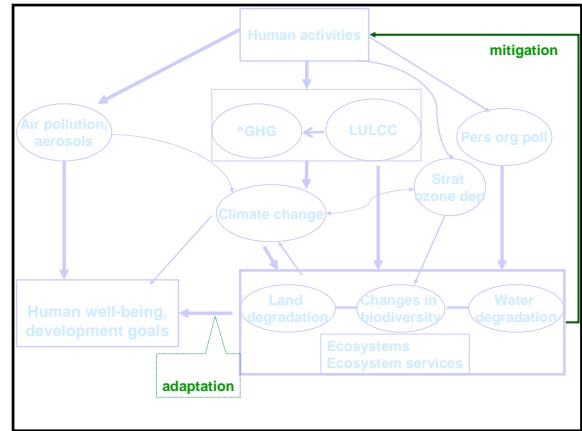 Human activities
mitigation
Air pollution,
aerosols
^GHG
LULCC
Pers org poll
Strat
ozone dep
Climate change
Human well-being,
development goals
Land
degradation
Changes in
biodiversity
Water
degradation
Ecosystems
Ecosystem services
adaptation